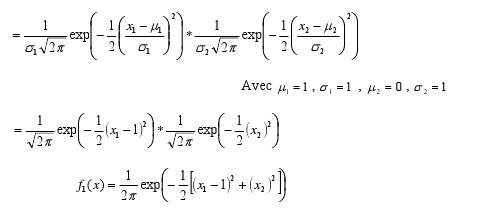 = 1/(σ₁√(2π)) exp(−1/2 ((x₁ − μ₁)/σ₁)²) * 1/(σ₂√(2π)) exp(−1/2 ((x₂ − μ₂)/σ₂)²)
Avec μ₁ = 1 , σ₁ = 1 , μ₂ = 0 , σ₂ = 1
= 1/√(2π) exp(−1/2 (x₁ − 1)²) * 1/√(2π) exp(−1/2 (x₂)²)
f₁(x) = 1/(2π) exp(−1/2 [(x₁ − 1)² + (x₂)²])